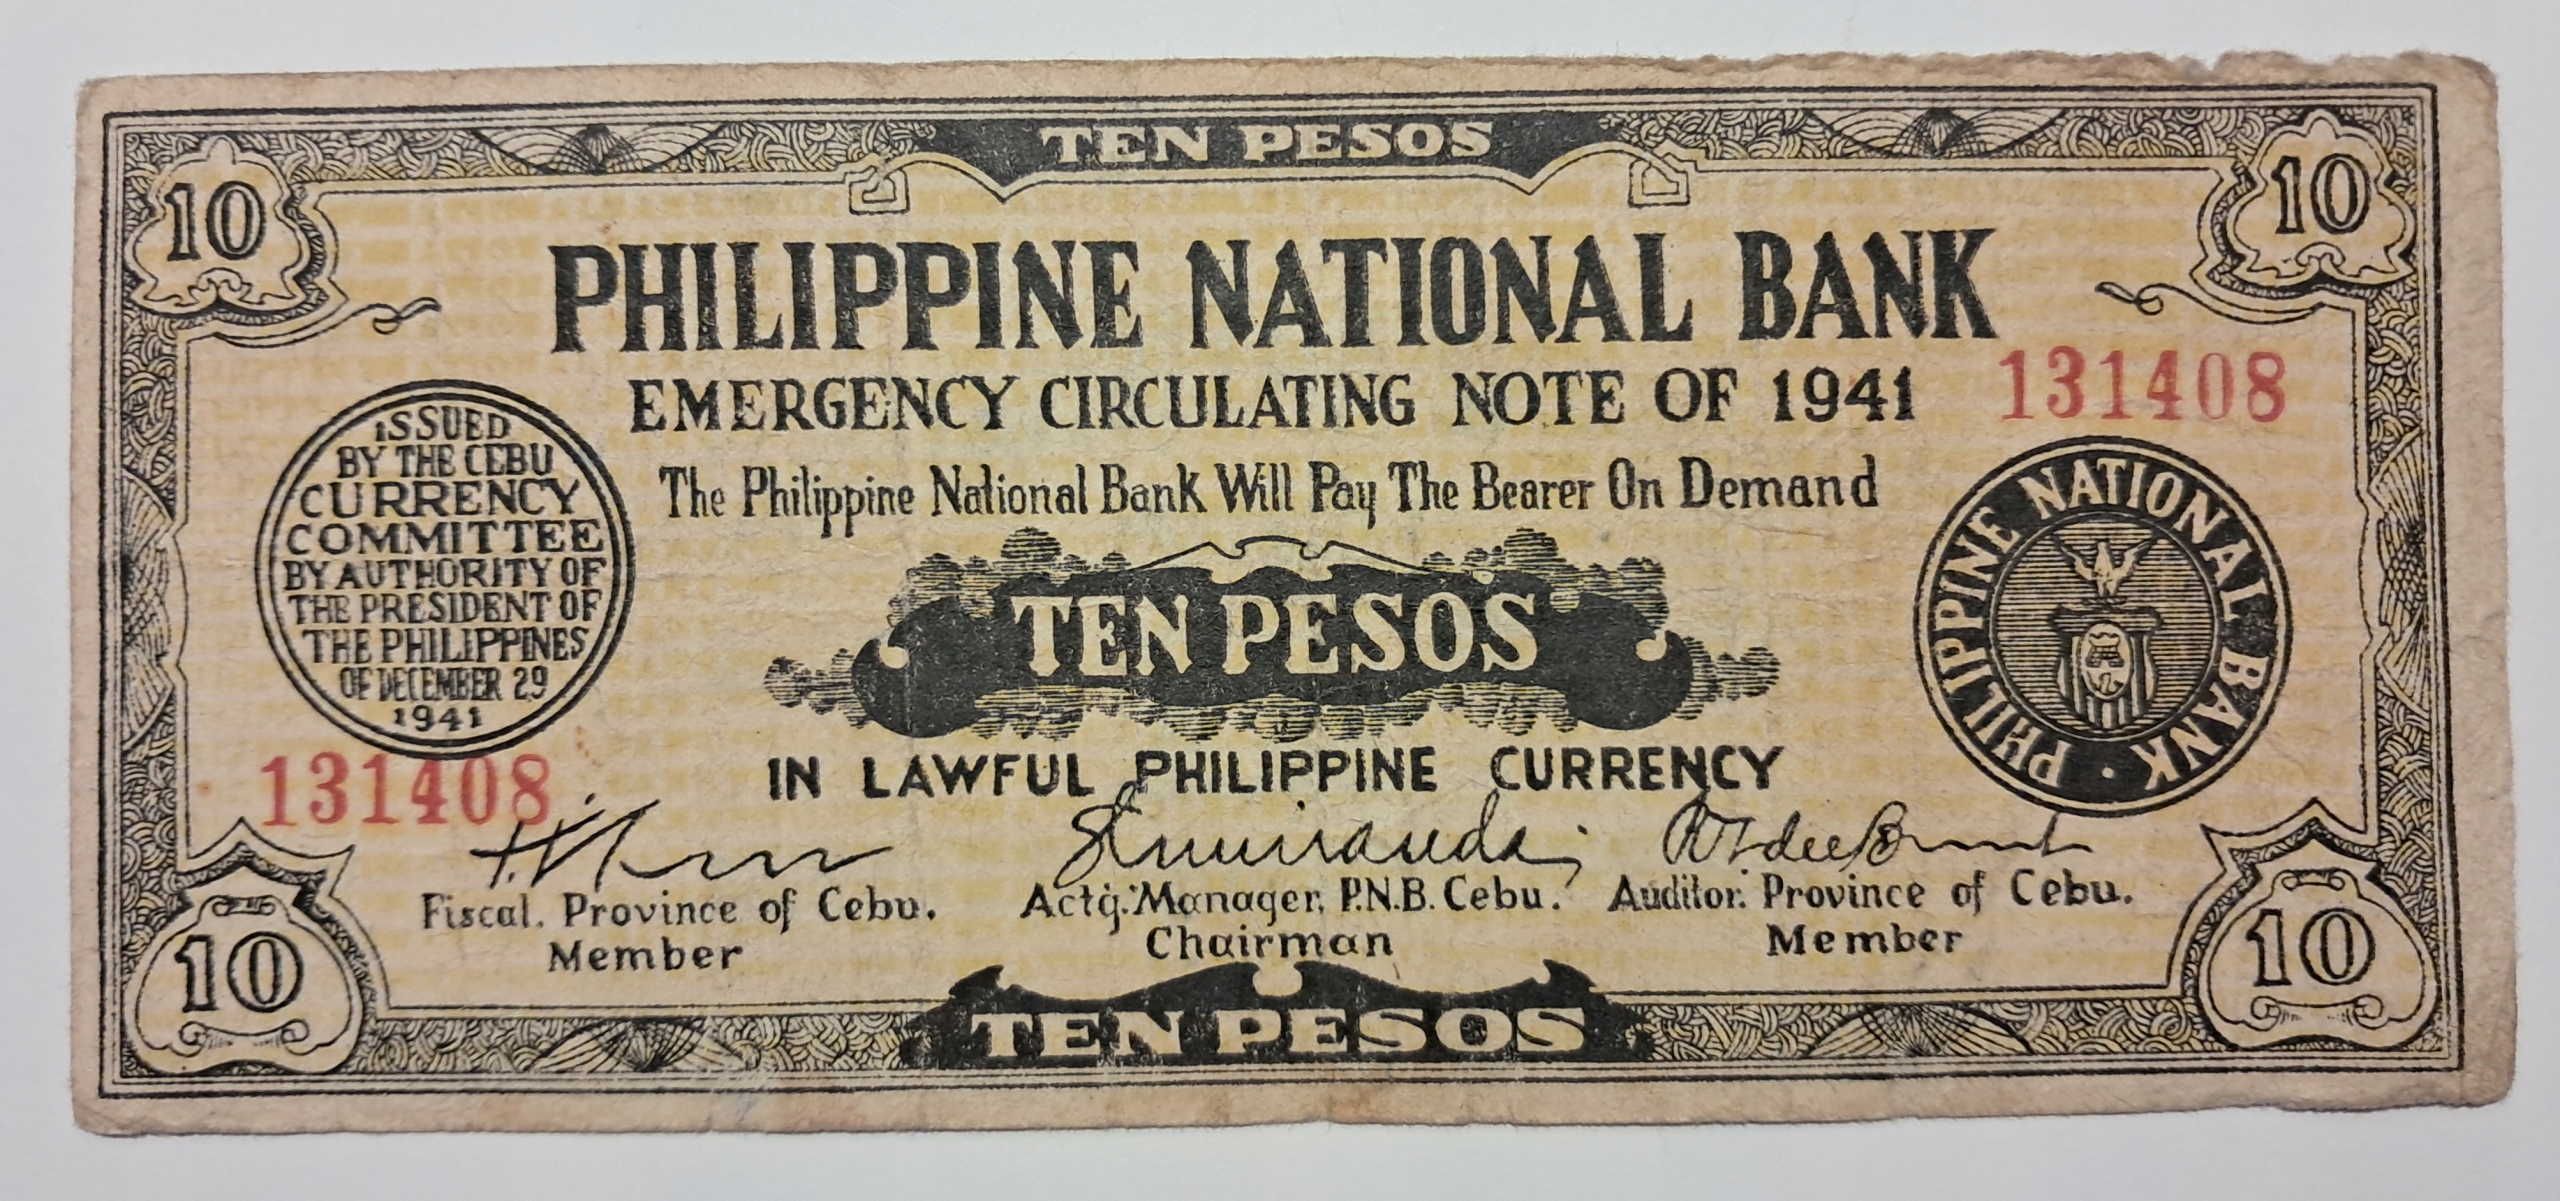 TEN PESOS
10
10
PHILIPPINE NATIONAL BANK
EMERGENCY CIRCULATING NOTE OF 1941
131408
The Philippine National Bank Will Pay The Bearer On Demand
ISSUED
BY THE CEBU
CURRENCY
COMMITTEE
BY AUTHORITY OF
THE PRESIDENT OF
THE PHILIPPINES
OF DECEMBER 29
1941
TEN PESOS
PHILIPPINE NATIONAL BANK
IN LAWFUL PHILIPPINE CURRENCY
131408
Fiscal. Province of Cebu.
Member
Actg. Manager, P.N.B. Cebu.
Chairman
Auditor. Province of Cebu.
Member
10
10
TEN PESOS